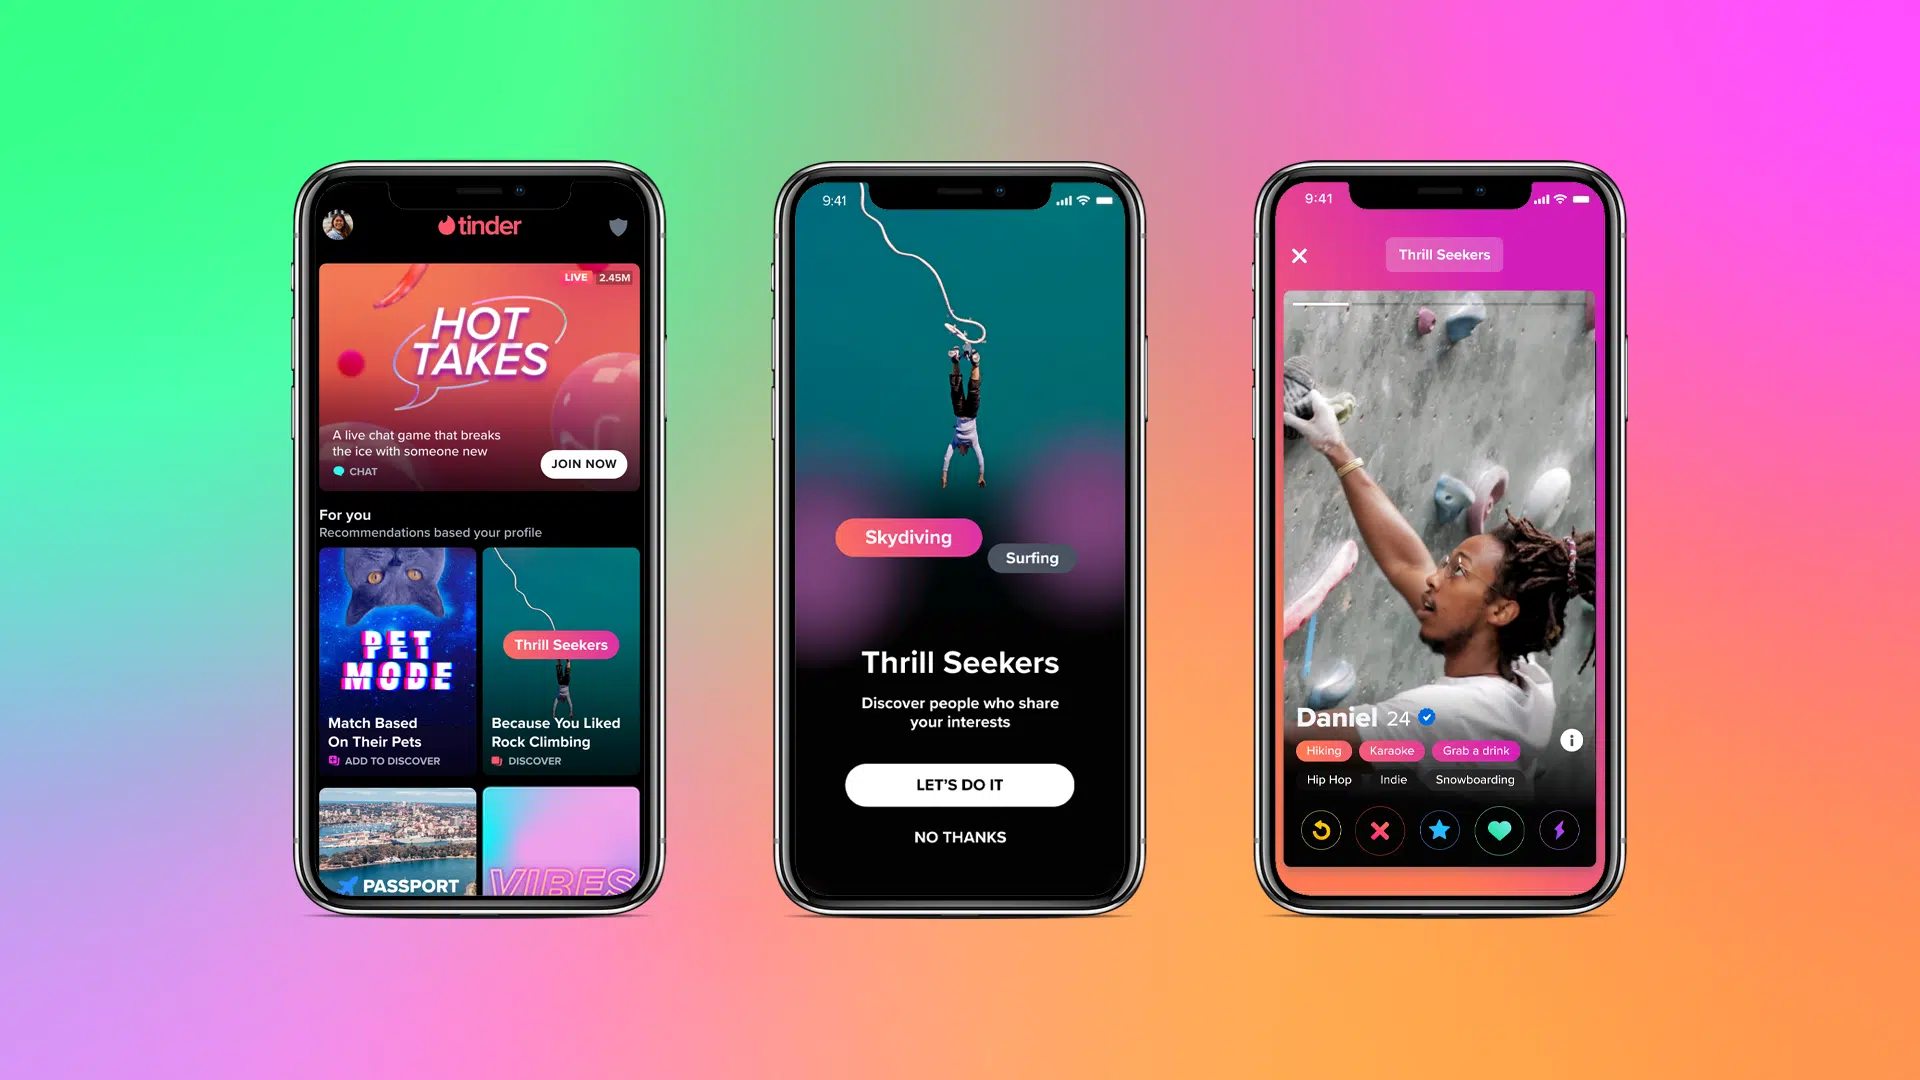 tinder
LIVE 2.45M
HOT
TAKES
A live chat game that breaks
the ice with someone new
CHAT
JOIN NOW
For you
Recommendations based your profile
PET
MODE
Match Based
On Their Pets
ADD TO DISCOVER
Thrill Seekers
Because You Liked
Rock Climbing
DISCOVER
PASSPORT
VIBES
9:41
Skydiving
Surfing
Thrill Seekers
Discover people who share
your interests
LET'S DO IT
NO THANKS
9:41
Thrill Seekers
Daniel 24
Hiking Karaoke Grab a drink
Hip Hop Indie Snowboarding